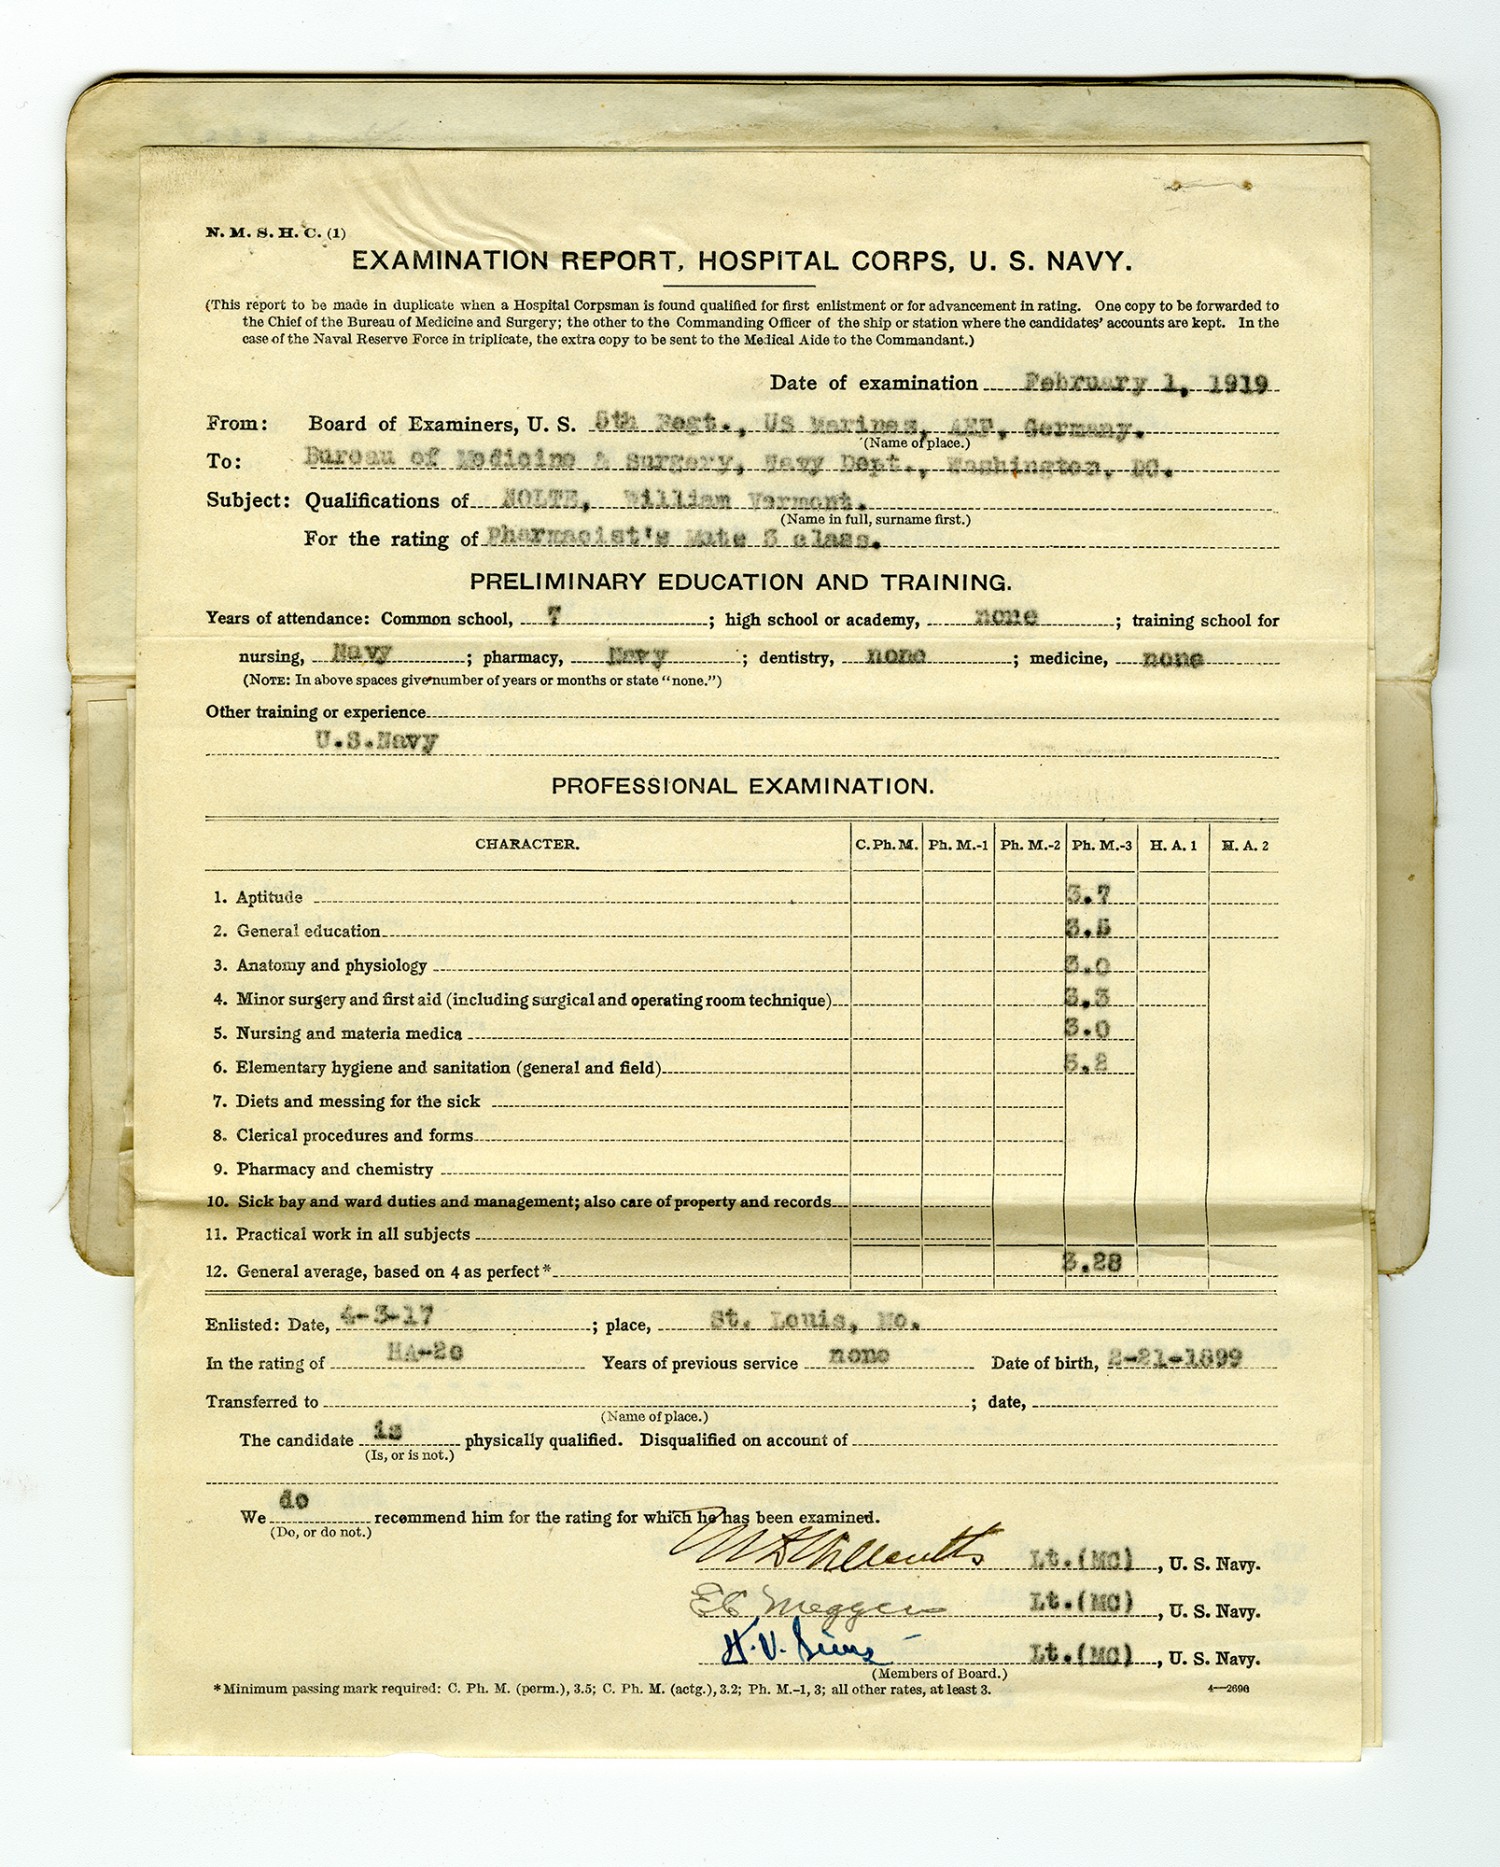 N. M. S. H. C. (1)
EXAMINATION REPORT, HOSPITAL CORPS, U. S. NAVY.
(This report to be made in duplicate when a Hospital Corpsman is found qualified for first enlistment or for advancement in rating. One copy to be forwarded to
the Chief of the Bureau of Medicine and Surgery; the other to the Commanding Officer of the ship or station where the candidates' accounts are kept. In the
case of the Naval Reserve Force in triplicate, the extra copy to be sent to the Medical Aide to the Commandant.)
Date of examination February 1, 1919
From: Board of Examiners, U. S. 5th Regt., US Marines, AEF, Germany.
(Name of place.)
To: Bureau of Medicine & Surgery, Navy Dept., Washington, DC.
Subject: Qualifications of NOLTE, William Vermont.
(Name in full, surname first.)
For the rating of Pharmacist's Mate 3 class.
PRELIMINARY EDUCATION AND TRAINING.
Years of attendance: Common school, 7 ; high school or academy, none ; training school for
nursing, Navy ; pharmacy, Navy ; dentistry, none ; medicine, none
(NOTE: In above spaces give number of years or months or state "none.")
Other training or experience
U.S.Navy
PROFESSIONAL EXAMINATION.
CHARACTER. C. Ph. M. Ph. M.-1 Ph. M.-2 Ph. M.-3 H. A. 1 H. A. 2
1. Aptitude 3.7
2. General education 3.5
3. Anatomy and physiology 3.0
4. Minor surgery and first aid (including surgical and operating room technique) 3.3
5. Nursing and materia medica 3.0
6. Elementary hygiene and sanitation (general and field) 3.2
7. Diets and messing for the sick
8. Clerical procedures and forms
9. Pharmacy and chemistry
10. Sick bay and ward duties and management; also care of property and records
11. Practical work in all subjects
12. General average, based on 4 as perfect* 3.28
Enlisted: Date, 4-3-17 ; place, St. Louis, Mo.
In the rating of HA-2c Years of previous service none Date of birth, 2-21-1899
Transferred to ; date,
(Name of place.)
The candidate is physically qualified. Disqualified on account of
(Is, or is not.)
We do recommend him for the rating for which he has been examined.
(Do, or do not.)
Lt.(MC) , U. S. Navy.
Lt.(MC) , U. S. Navy.
H. V. Sims Lt.(MC) , U. S. Navy.
(Members of Board.)
*Minimum passing mark required: C. Ph. M. (perm.), 3.5; C. Ph. M. (actg.), 3.2; Ph. M.-1, 3; all other rates, at least 3.
4—2696